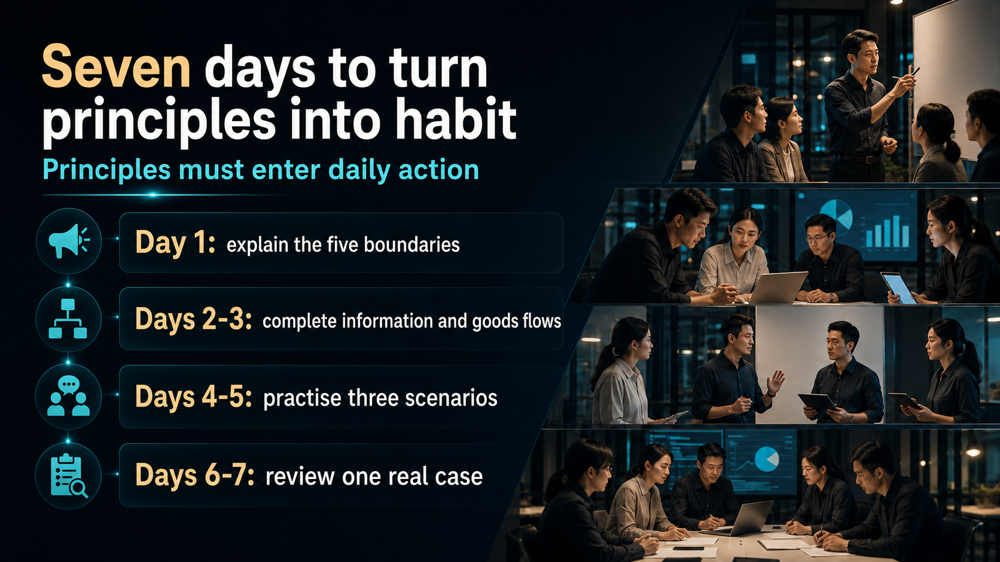 Seven days to turn
principles into habit
Principles must enter daily action
Day 1: explain the five boundaries
Days 2-3: complete information and goods flows
Days 4-5: practise three scenarios
Days 6-7: review one real case